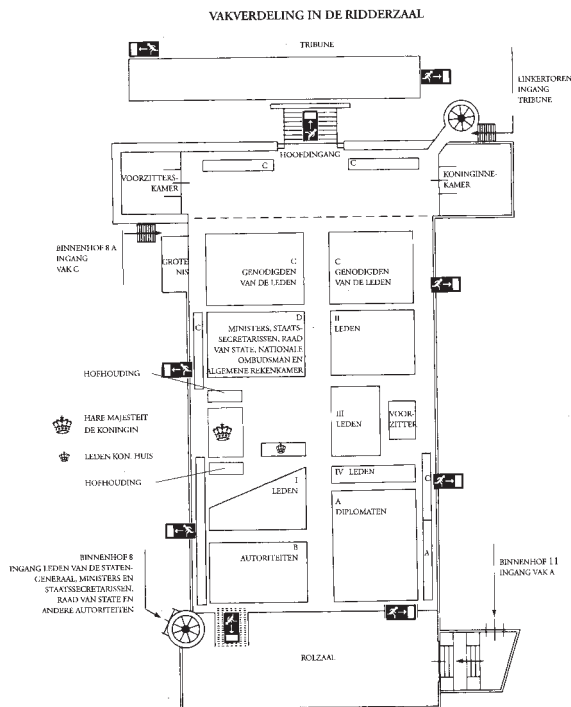 VAKVERDELING IN DE RIDDERZAAL
TRIBUNE
LINKERTOREN
INGANG
TRIBUNE
HOOFDINGANG
C
C
VOORZITTERS-
KAMER
KONINGINNE-
KAMER
BINNENHOF 8 A
INGANG
VAK C
GROTE
NIS
C
GENODIGDEN
VAN DE LEDEN
C
GENODIGDEN
VAN DE LEDEN
C
D
MINISTERS, STAATS-
SECRETARISSEN, RAAD
VAN STATE, NATIONALE
OMBUDSMAN EN
ALGEMENE REKENKAMER
II
LEDEN
HOFHOUDING
HARE MAJESTEIT
DE KONINGIN
LEDEN KON. HUIS
HOFHOUDING
III
LEDEN
VOOR-
ZITTER
I
LEDEN
IV LEDEN
C
A
DIPLOMATEN
A
B
AUTORITEITEN
BINNENHOF 8
INGANG LEDEN VAN DE STATEN-
GENERAAL, MINISTERS EN
STAATSSECRETARISSEN,
RAAD VAN STATE EN
ANDERE AUTORITEITEN
BINNENHOF 11
INGANG VAK A
ROLZAAL